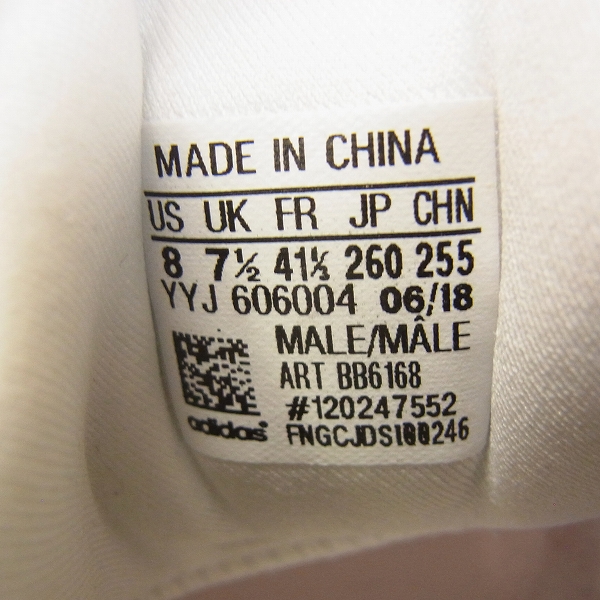 MADE IN CHINA
US UK FR JP CHN
8 7½ 41⅓ 260 255
YYJ 606004 06/18
MALE/MÂLE
ART BB6168
#120247552
adidas